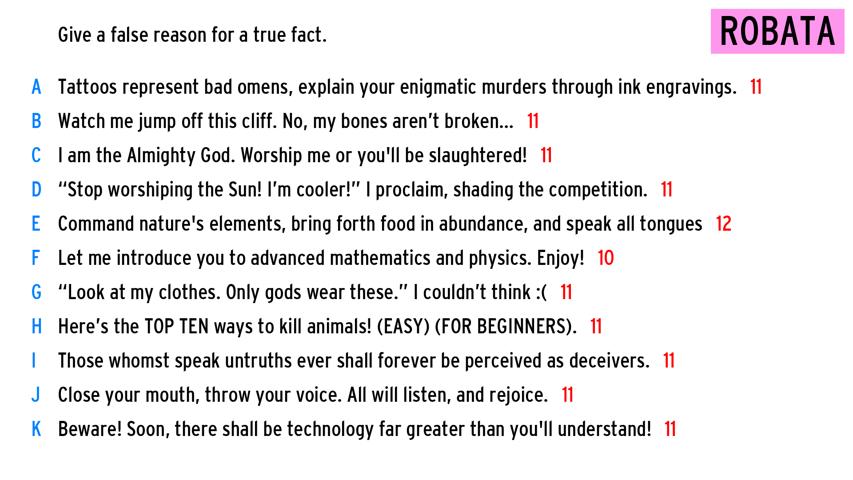 Give a false reason for a true fact.
ROBATA
A Tattoos represent bad omens, explain your enigmatic murders through ink engravings. 11
B Watch me jump off this cliff. No, my bones aren't broken... 11
C I am the Almighty God. Worship me or you'll be slaughtered! 11
D “Stop worshiping the Sun! I'm cooler!” I proclaim, shading the competition. 11
E Command nature's elements, bring forth food in abundance, and speak all tongues 12
F Let me introduce you to advanced mathematics and physics. Enjoy! 10
G “Look at my clothes. Only gods wear these.” I couldn't think :( 11
H Here's the TOP TEN ways to kill animals! (EASY) (FOR BEGINNERS). 11
I Those whomst speak untruths ever shall forever be perceived as deceivers. 11
J Close your mouth, throw your voice. All will listen, and rejoice. 11
K Beware! Soon, there shall be technology far greater than you'll understand! 11